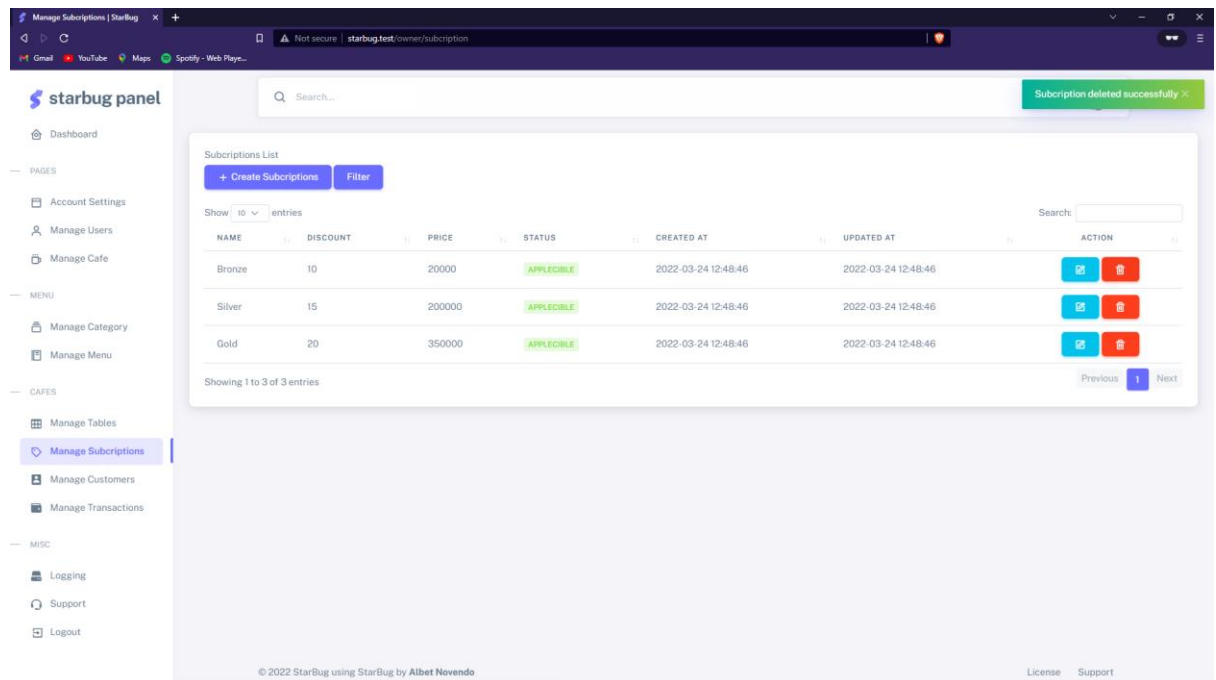 Manage Subcriptions | StarBug
Not secure | starbug.test/owner/subcription
Gmail YouTube Maps Spotify - Web Playe...
starbug panel
Search...
Subcription deleted successfully
Dashboard
PAGES
Account Settings
Manage Users
Manage Cafe
MENU
Manage Category
Manage Menu
CAFES
Manage Tables
Manage Subcriptions
Manage Customers
Manage Transactions
MISC
Logging
Support
Logout
Subcriptions List
+ Create Subcriptions Filter
Show 10 entries Search:
NAME DISCOUNT PRICE STATUS CREATED AT UPDATED AT ACTION
Bronze 10 20000 APPLECIBLE 2022-03-24 12:48:46 2022-03-24 12:48:46
Silver 15 200000 APPLECIBLE 2022-03-24 12:48:46 2022-03-24 12:48:46
Gold 20 350000 APPLECIBLE 2022-03-24 12:48:46 2022-03-24 12:48:46
Showing 1 to 3 of 3 entries Previous 1 Next
© 2022 StarBug using StarBug by Albet Novendo License Support